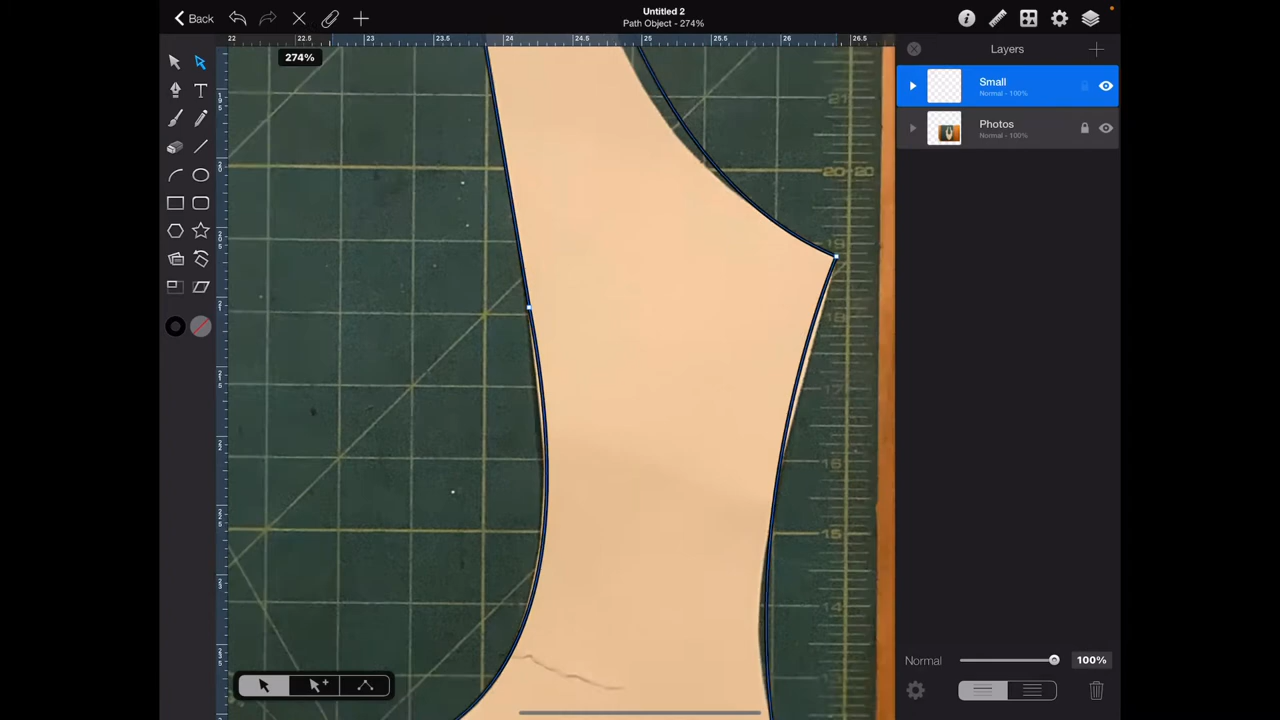 Back
Untitled 2
Path Object - 274%
22 22.5 23 23.5 24 24.5 25 25.5 26 26.5
274%
Layers
Small
Normal - 100%
Photos
Normal - 100%
21
20 20
19
18
17
16
15
14
13
Normal 100%